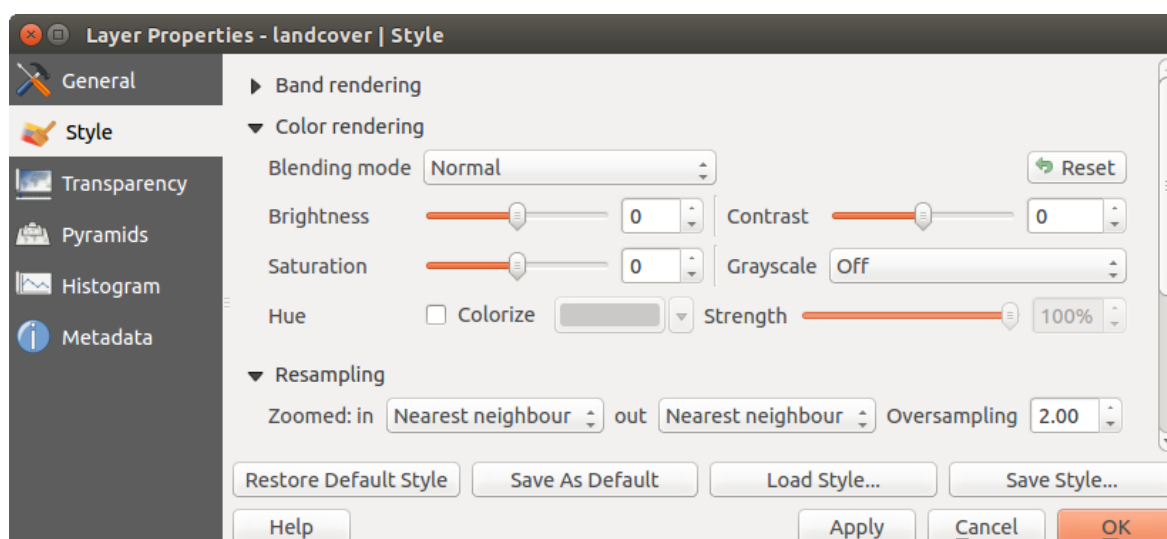 Layer Properties - landcover | Style
General
Style
Transparency
Pyramids
Histogram
Metadata
Band rendering
Color rendering
Blending mode Normal Reset
Brightness 0 Contrast 0
Saturation 0 Grayscale Off
Hue Colorize Strength 100%
Resampling
Zoomed: in Nearest neighbour out Nearest neighbour Oversampling 2.00
Restore Default Style Save As Default Load Style... Save Style...
Help Apply Cancel OK